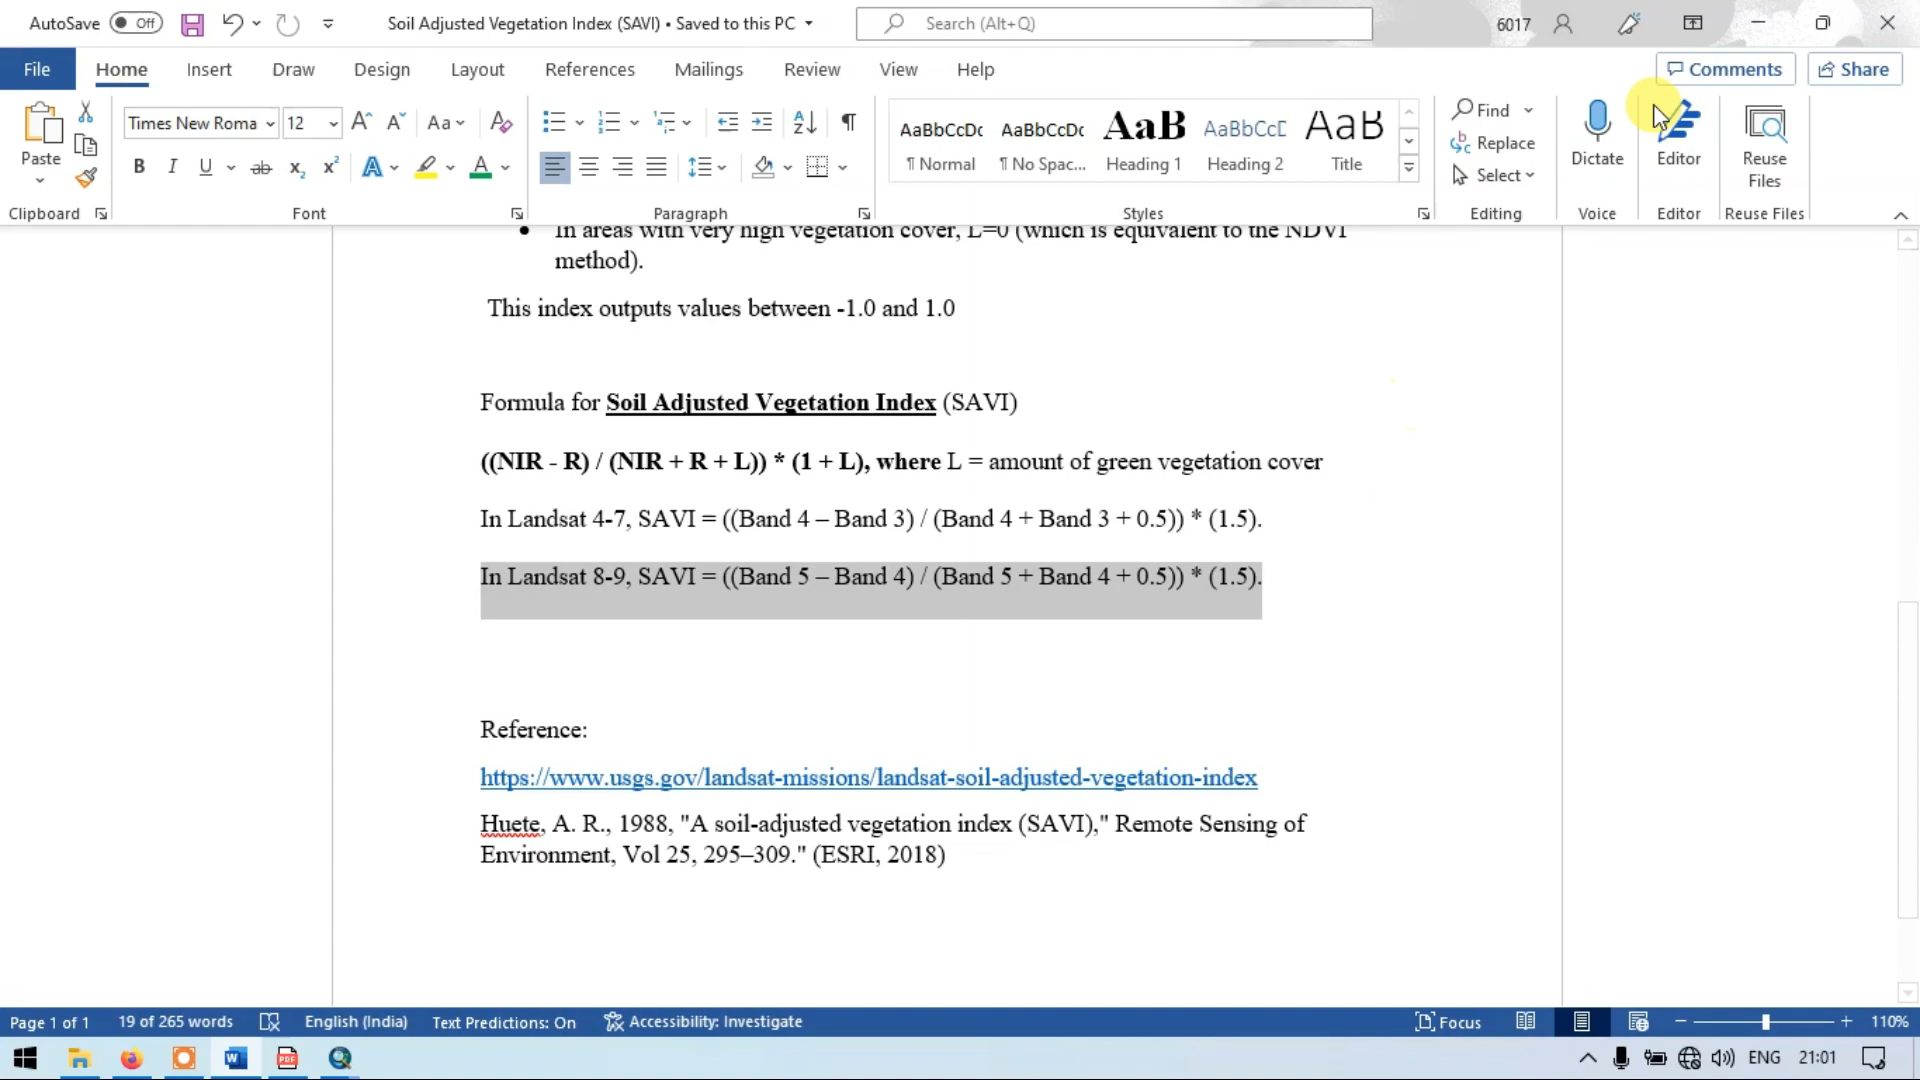 AutoSave Off Soil Adjusted Vegetation Index (SAVI) • Saved to this PC Search (Alt+Q) 6017
File Home Insert Draw Design Layout References Mailings Review View Help Comments Share
Paste Times New Roma 12 Aa AaBbCcDc AaBbCcDc AaB AaBbCcC AaB Find Replace Select Dictate Editor Reuse Files
B I U ab x₂ x² A A ¶ Normal ¶ No Spac... Heading 1 Heading 2 Title
Clipboard Font Paragraph Styles Editing Voice Editor Reuse Files
• In areas with very high vegetation cover, L=0 (which is equivalent to the NDVI
method).
This index outputs values between -1.0 and 1.0
Formula for Soil Adjusted Vegetation Index (SAVI)
((NIR - R) / (NIR + R + L)) * (1 + L), where L = amount of green vegetation cover
In Landsat 4-7, SAVI = ((Band 4 – Band 3) / (Band 4 + Band 3 + 0.5)) * (1.5).
In Landsat 8-9, SAVI = ((Band 5 – Band 4) / (Band 5 + Band 4 + 0.5)) * (1.5).
Reference:
https://www.usgs.gov/landsat-missions/landsat-soil-adjusted-vegetation-index
Huete, A. R., 1988, "A soil-adjusted vegetation index (SAVI)," Remote Sensing of
Environment, Vol 25, 295–309." (ESRI, 2018)
Page 1 of 1 19 of 265 words English (India) Text Predictions: On Accessibility: Investigate Focus 110%
ENG 21:01